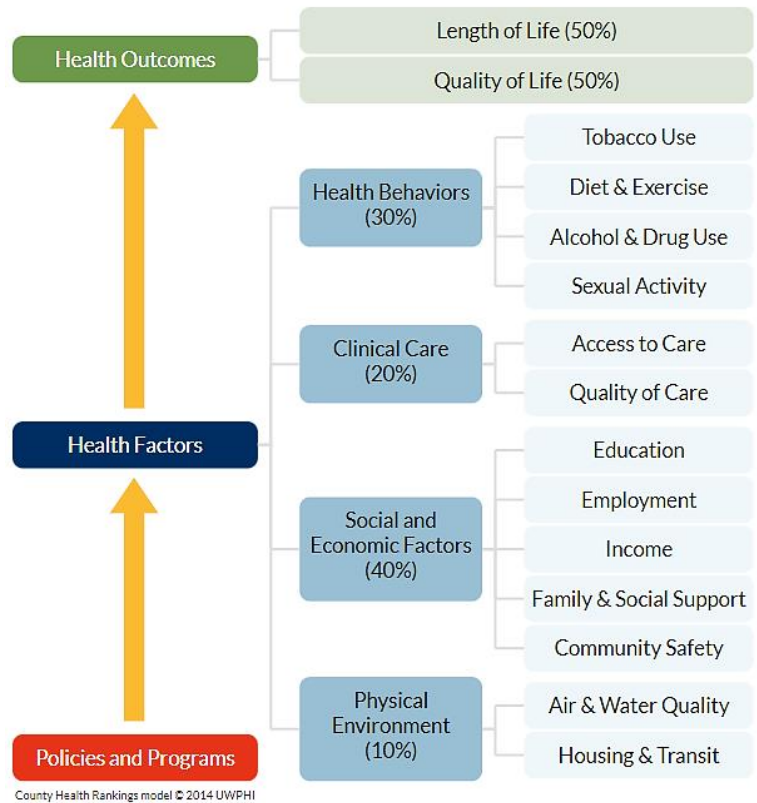 Health Outcomes
Length of Life (50%)
Quality of Life (50%)
Health Behaviors
(30%)
Tobacco Use
Diet & Exercise
Alcohol & Drug Use
Sexual Activity
Clinical Care
(20%)
Access to Care
Quality of Care
Health Factors
Social and
Economic Factors
(40%)
Education
Employment
Income
Family & Social Support
Community Safety
Physical
Environment
(10%)
Air & Water Quality
Housing & Transit
Policies and Programs
County Health Rankings model © 2014 UWPHI